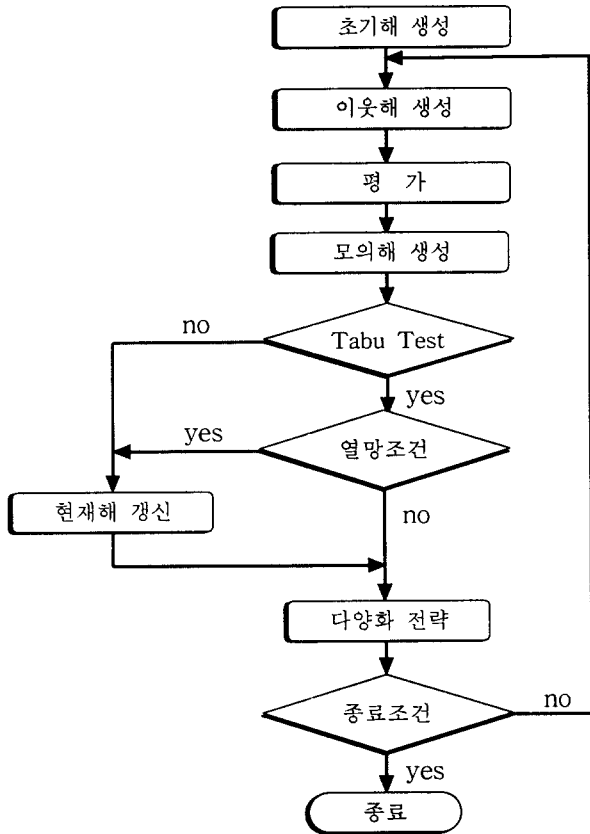 초기해 생성
이웃해 생성
평 가
모의해 생성
no
Tabu Test
yes
yes
열망조건
현재해 갱신
no
다양화 전략
종료조건
no
yes
종료